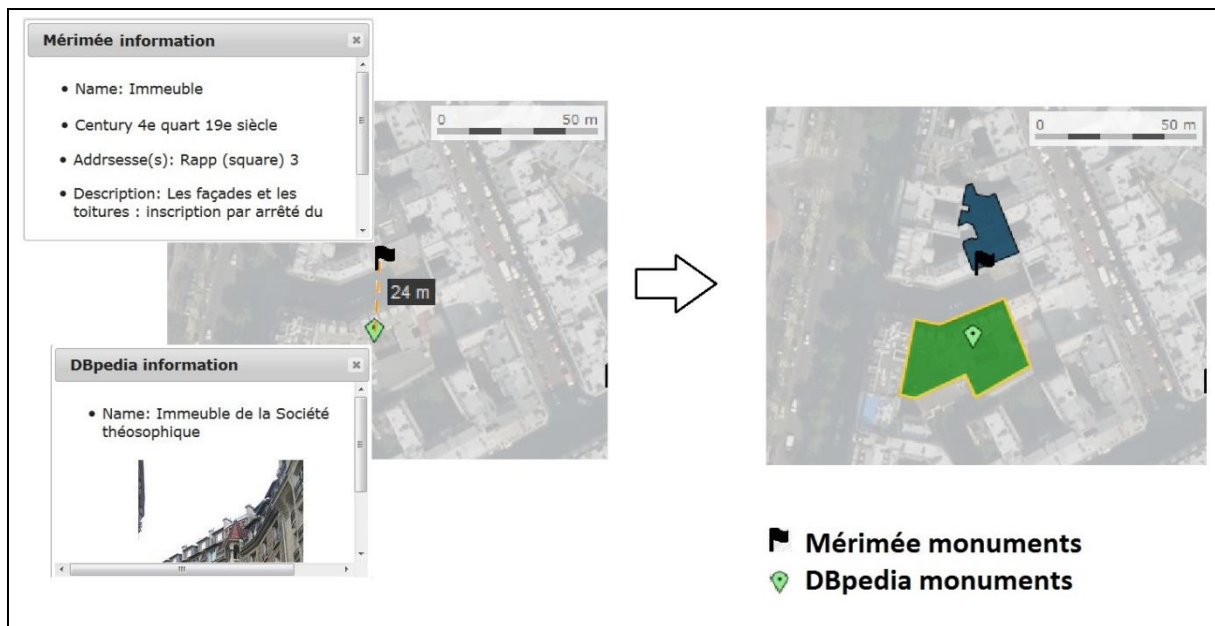 Mérimée information
• Name: Immeuble
• Century 4e quart 19e siècle
• Addrsesse(s): Rapp (square) 3
• Description: Les façades et les
toitures : inscription par arrêté du
0 50 m
24 m
DBpedia information
• Name: Immeuble de la Société
théosophique
0 50 m
Mérimée monuments
DBpedia monuments